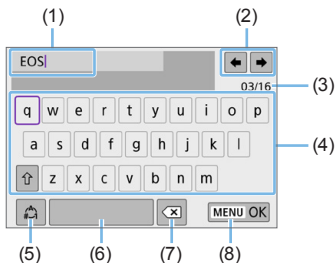 (1) (2)
EOS
03/16 (3)
q w e r t y u i o p
a s d f g h j k l (4)
z x c v b n m
MENU OK
(5) (6) (7) (8)